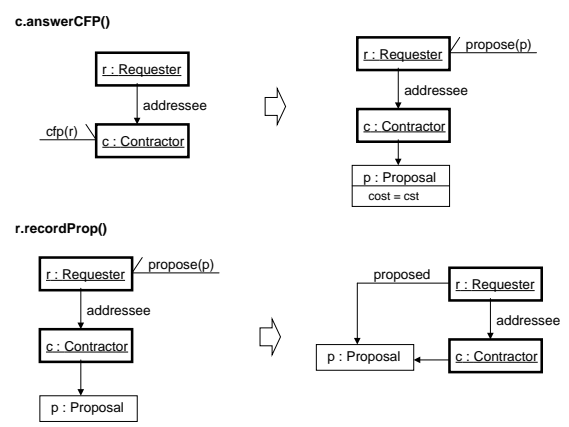 c.answerCFP()
r : Requester
addressee
cfp(r)
c : Contractor
r : Requester
propose(p)
addressee
c : Contractor
p : Proposal
cost = cst
r.recordProp()
r : Requester
propose(p)
addressee
c : Contractor
p : Proposal
proposed
r : Requester
addressee
p : Proposal
c : Contractor